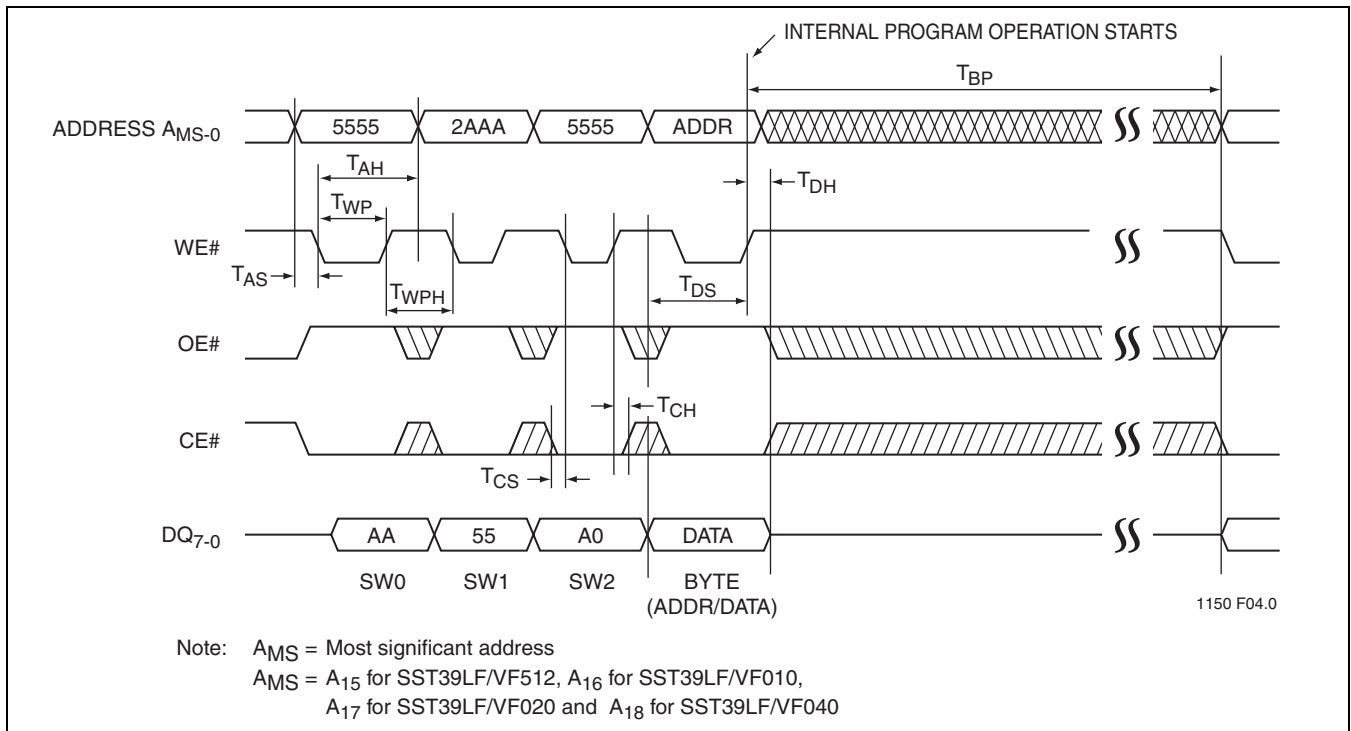 INTERNAL PROGRAM OPERATION STARTS
TBP
ADDRESS AMS-0
5555
2AAA
5555
ADDR
TAH
TDH
TWP
WE#
TAS
TWPH
TDS
OE#
TCH
CE#
TCS
DQ7-0
AA
55
A0
DATA
SW0
SW1
SW2
BYTE
(ADDR/DATA)
1150 F04.0
Note: AMS = Most significant address
AMS = A15 for SST39LF/VF512, A16 for SST39LF/VF010,
A17 for SST39LF/VF020 and A18 for SST39LF/VF040